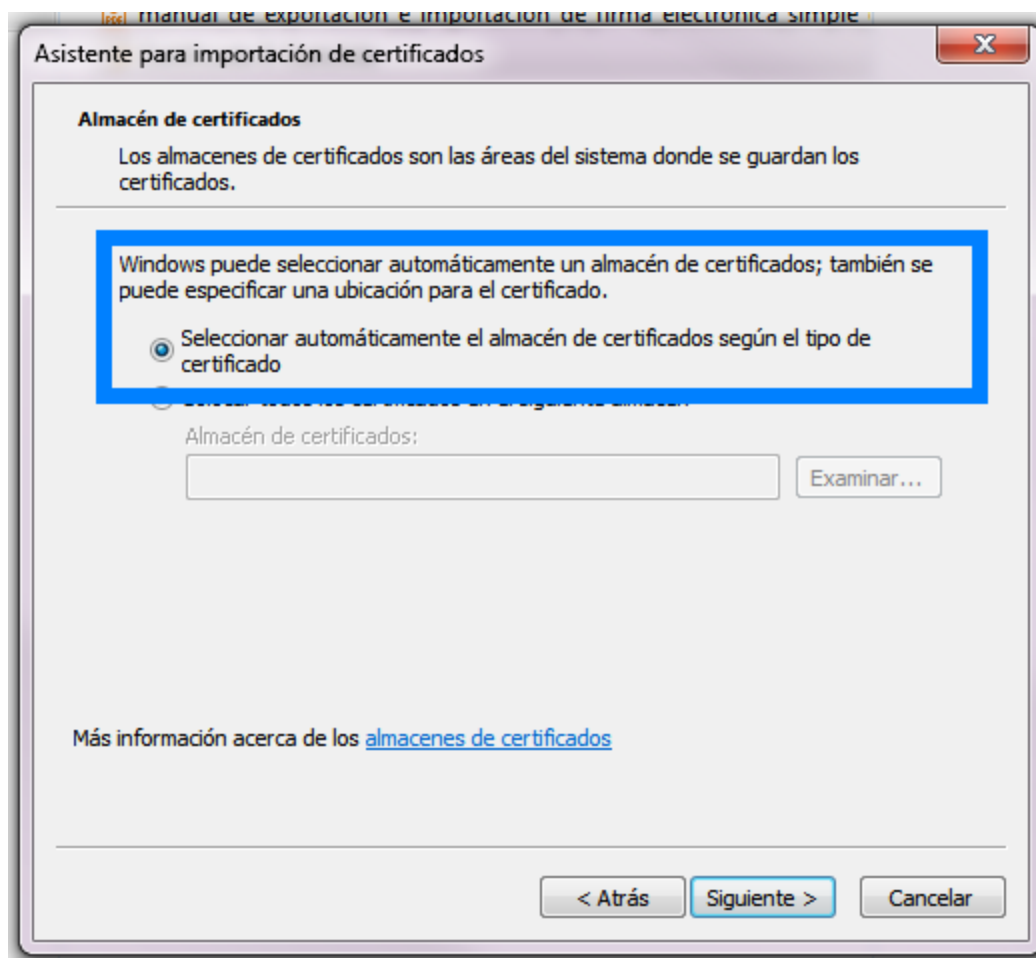 manual de exportación e importación de firma electrónica simple
Asistente para importación de certificados
Almacén de certificados
Los almacenes de certificados son las áreas del sistema donde se guardan los
certificados.
Windows puede seleccionar automáticamente un almacén de certificados; también se
puede especificar una ubicación para el certificado.
Seleccionar automáticamente el almacén de certificados según el tipo de
certificado
Almacén de certificados:
Examinar...
Más información acerca de los almacenes de certificados
< Atrás Siguiente > Cancelar